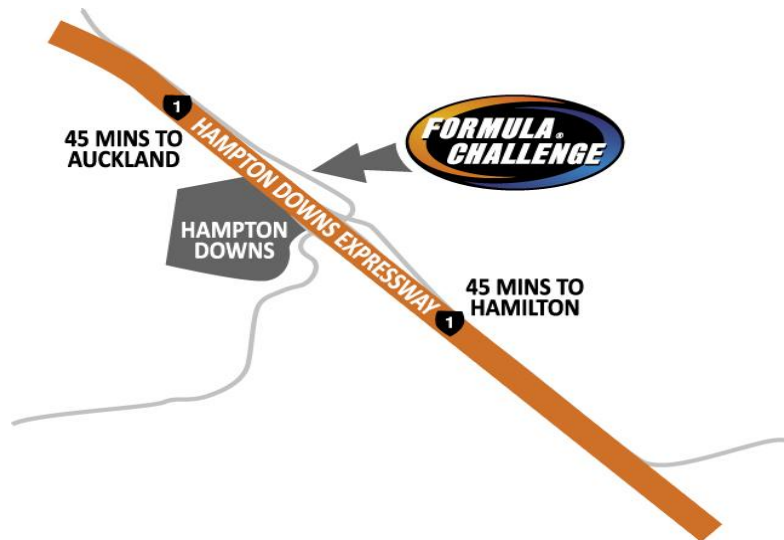 1
45 MINS TO
AUCKLAND
HAMPTON DOWNS EXPRESSWAY
FORMULA®
CHALLENGE
HAMPTON
DOWNS
45 MINS TO
HAMILTON
1